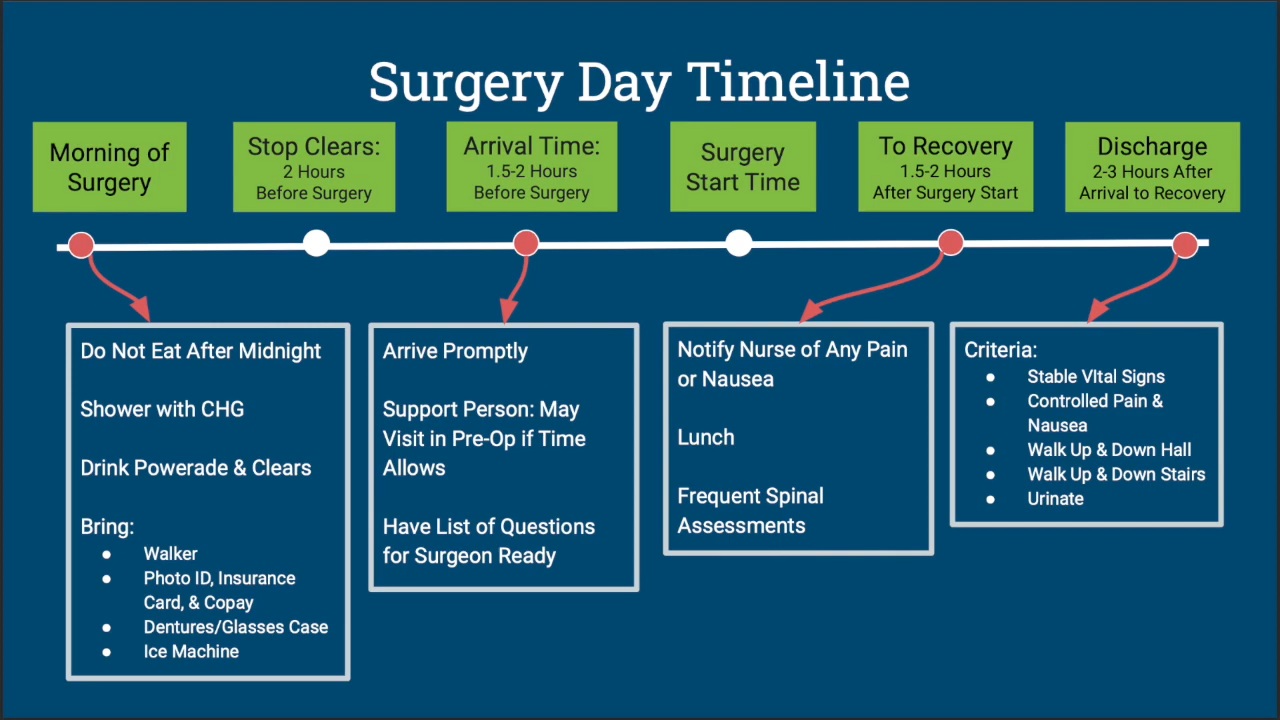 Surgery Day Timeline
Morning of
Surgery
Stop Clears:
2 Hours
Before Surgery
Arrival Time:
1.5-2 Hours
Before Surgery
Surgery
Start Time
To Recovery
1.5-2 Hours
After Surgery Start
Discharge
2-3 Hours After
Arrival to Recovery
Do Not Eat After Midnight
Shower with CHG
Drink Powerade & Clears
Bring:
● Walker
● Photo ID, Insurance
Card, & Copay
● Dentures/Glasses Case
● Ice Machine
Arrive Promptly
Support Person: May
Visit in Pre-Op if Time
Allows
Have List of Questions
for Surgeon Ready
Notify Nurse of Any Pain
or Nausea
Lunch
Frequent Spinal
Assessments
Criteria:
● Stable VItal Signs
● Controlled Pain &
Nausea
● Walk Up & Down Hall
● Walk Up & Down Stairs
● Urinate